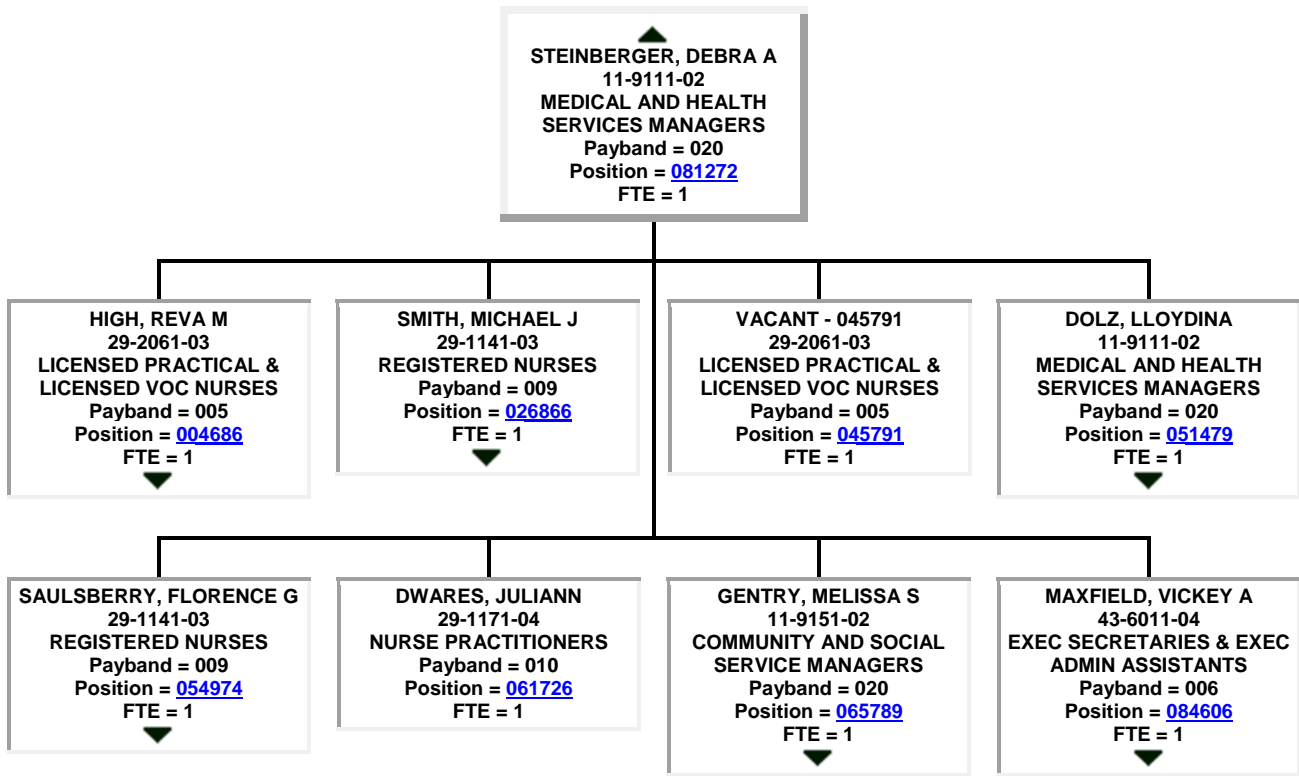 STEINBERGER, DEBRA A
11-9111-02
MEDICAL AND HEALTH
SERVICES MANAGERS
Payband = 020
Position = 081272
FTE = 1
HIGH, REVA M
29-2061-03
LICENSED PRACTICAL &
LICENSED VOC NURSES
Payband = 005
Position = 004686
FTE = 1
SMITH, MICHAEL J
29-1141-03
REGISTERED NURSES
Payband = 009
Position = 026866
FTE = 1
VACANT - 045791
29-2061-03
LICENSED PRACTICAL &
LICENSED VOC NURSES
Payband = 005
Position = 045791
FTE = 1
DOLZ, LLOYDINA
11-9111-02
MEDICAL AND HEALTH
SERVICES MANAGERS
Payband = 020
Position = 051479
FTE = 1
SAULSBERRY, FLORENCE G
29-1141-03
REGISTERED NURSES
Payband = 009
Position = 054974
FTE = 1
DWARES, JULIANN
29-1171-04
NURSE PRACTITIONERS
Payband = 010
Position = 061726
FTE = 1
GENTRY, MELISSA S
11-9151-02
COMMUNITY AND SOCIAL
SERVICE MANAGERS
Payband = 020
Position = 065789
FTE = 1
MAXFIELD, VICKEY A
43-6011-04
EXEC SECRETARIES & EXEC
ADMIN ASSISTANTS
Payband = 006
Position = 084606
FTE = 1